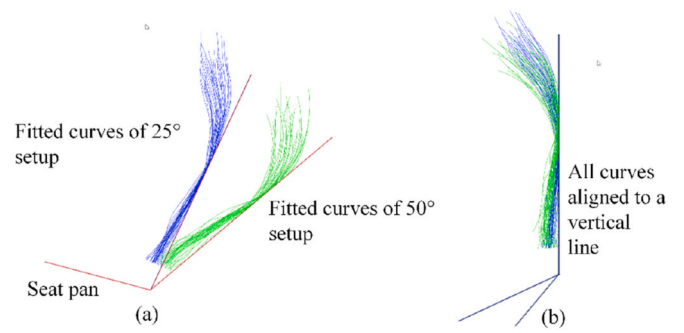 Fitted curves of 25°
setup
Fitted curves of 50°
setup
Seat pan
(a)
All curves
aligned to a
vertical
line
(b)